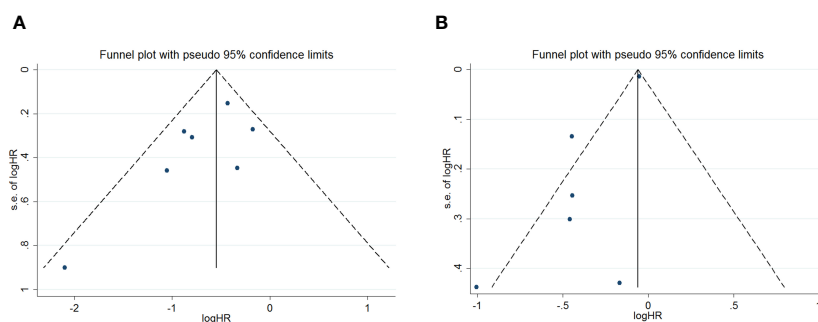 A
Funnel plot with pseudo 95% confidence limits
0
.2
.4
.6
.8
1
s.e. of logHR
-2
-1
0
1
logHR
B
Funnel plot with pseudo 95% confidence limits
0
.1
.2
.3
.4
s.e. of logHR
-1
-.5
0
.5
1
logHR